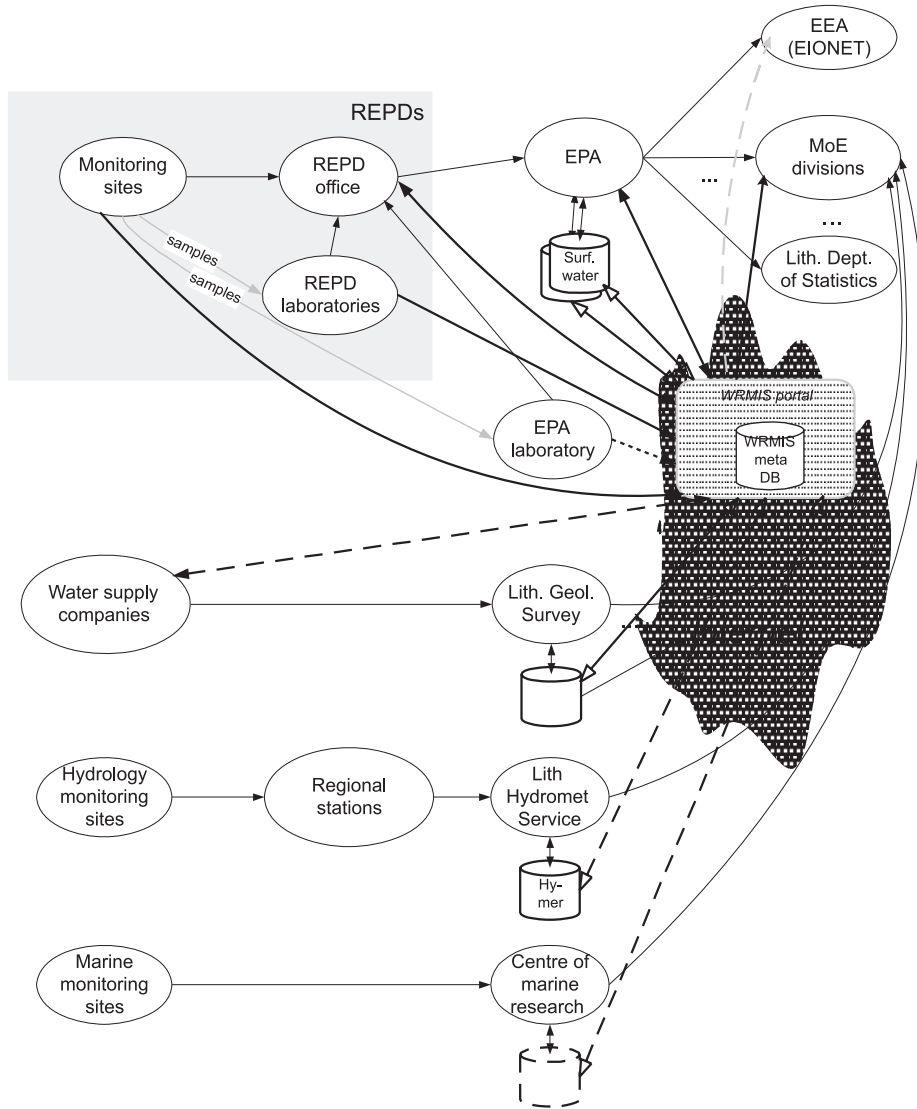 EEA
(EIONET)
REPDs
Monitoring
sites
REPD
office
EPA
MoE
divisions
...
...
samples
samples
REPD
laboratories
Surf.
water
Lith. Dept.
of Statistics
WRMIS portal
EPA
laboratory
WRMIS
meta
DB
Water supply
companies
Lith. Geol.
Survey
...
Hydrology
monitoring
sites
Regional
stations
Lith
Hydromet
Service
Hy-
mer
Marine
monitoring
sites
Centre of
marine
research